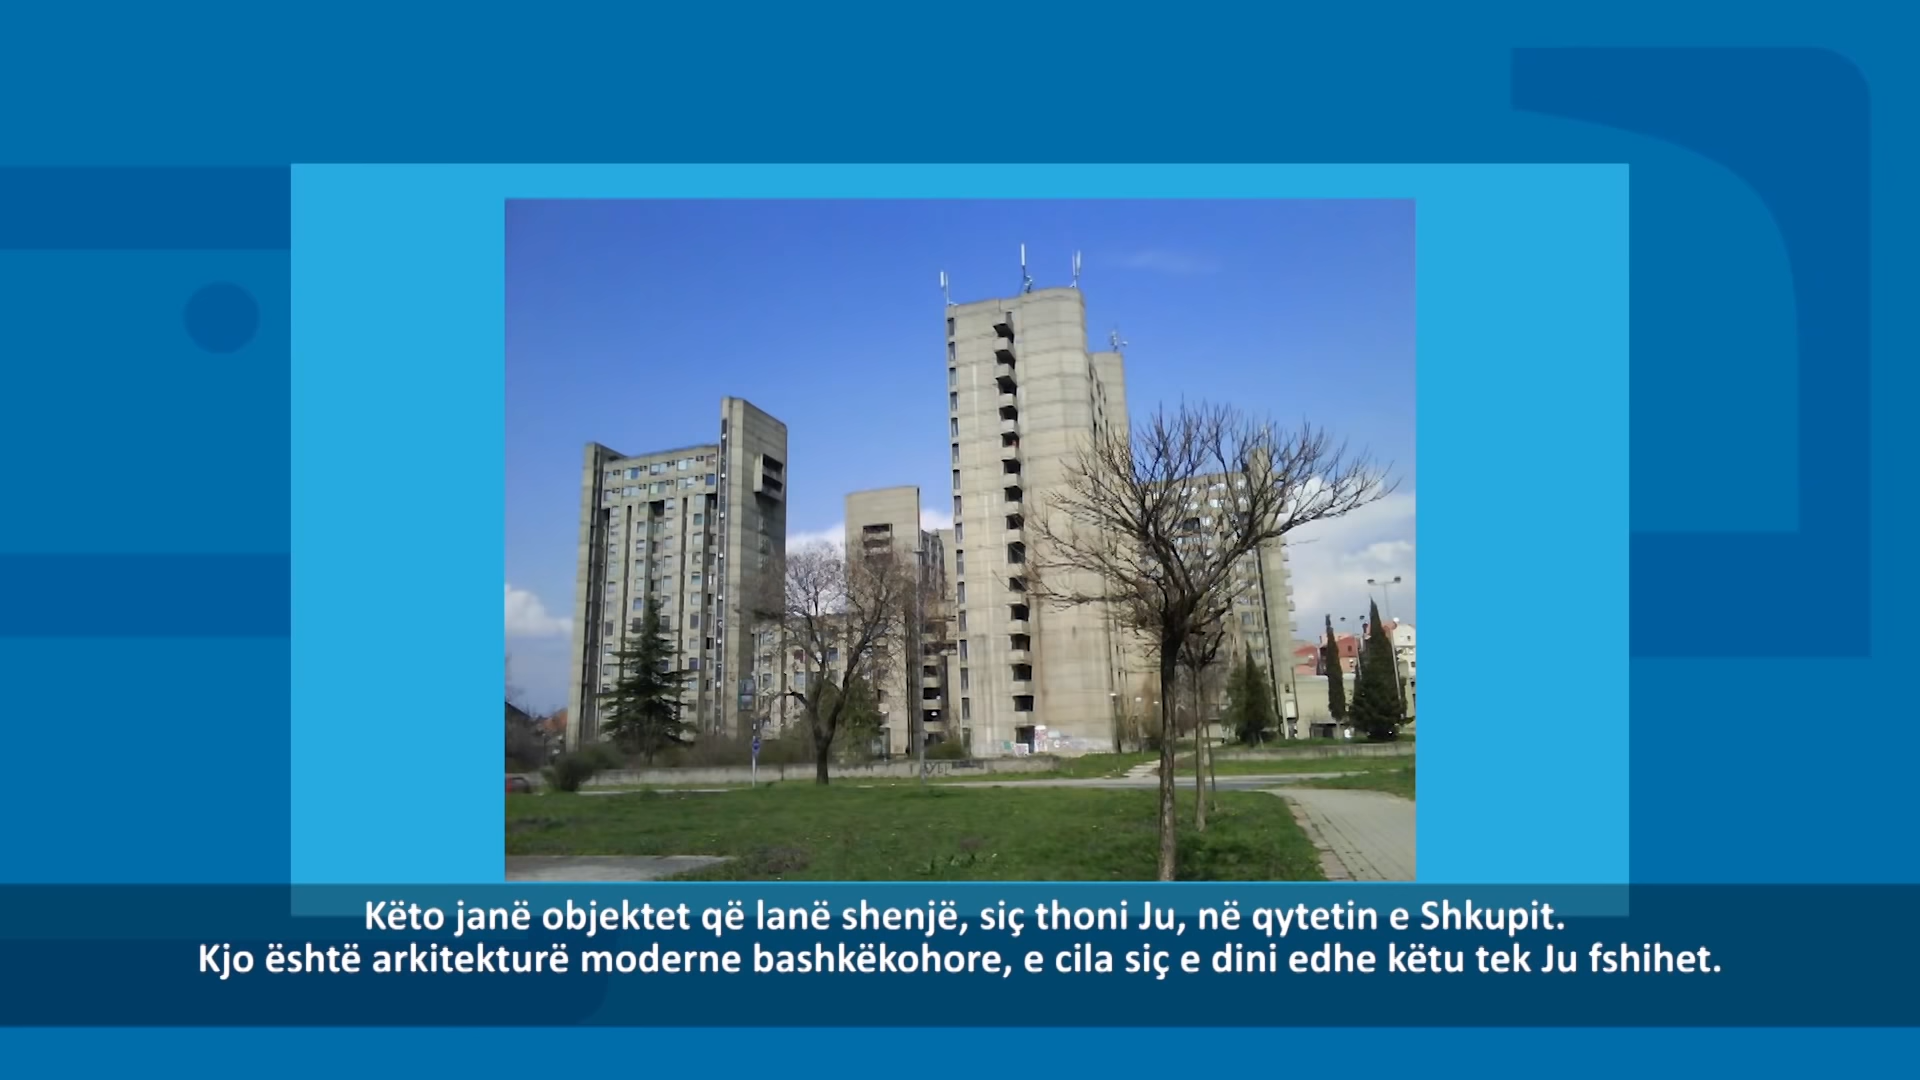 Këto janë objektet që lanë shenjë, siç thoni Ju, në qytetin e Shkupit.
Kjo është arkitekturë moderne bashkëkohore, e cila siç e dini edhe këtu tek Ju fshihet.